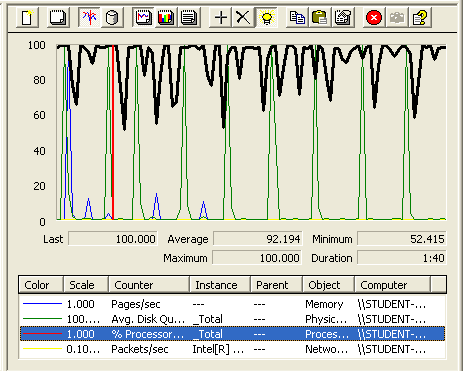 100
80
60
40
20
0
Last 100.000 Average 92.194 Minimum 52.415
Maximum 100.000 Duration 1:40
Color Scale Counter Instance Parent Object Computer
1.000 Pages/sec --- --- Memory \\STUDENT-...
100.... Avg. Disk Qu... _Total --- Physic... \\STUDENT-...
1.000 % Processor... _Total --- Proces... \\STUDENT-...
0.10... Packets/sec Intel[R] ... --- Netwo... \\STUDENT-...